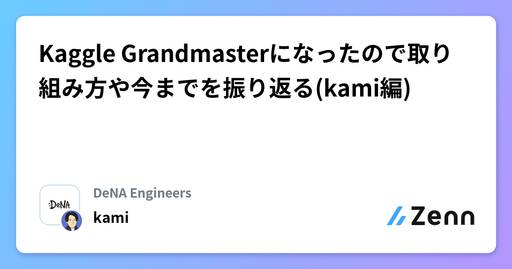 Kaggle Grandmasterになったので取り
組み方や今までを振り返る(kami編)
DeNA
DeNA Engineers
kami
Zenn